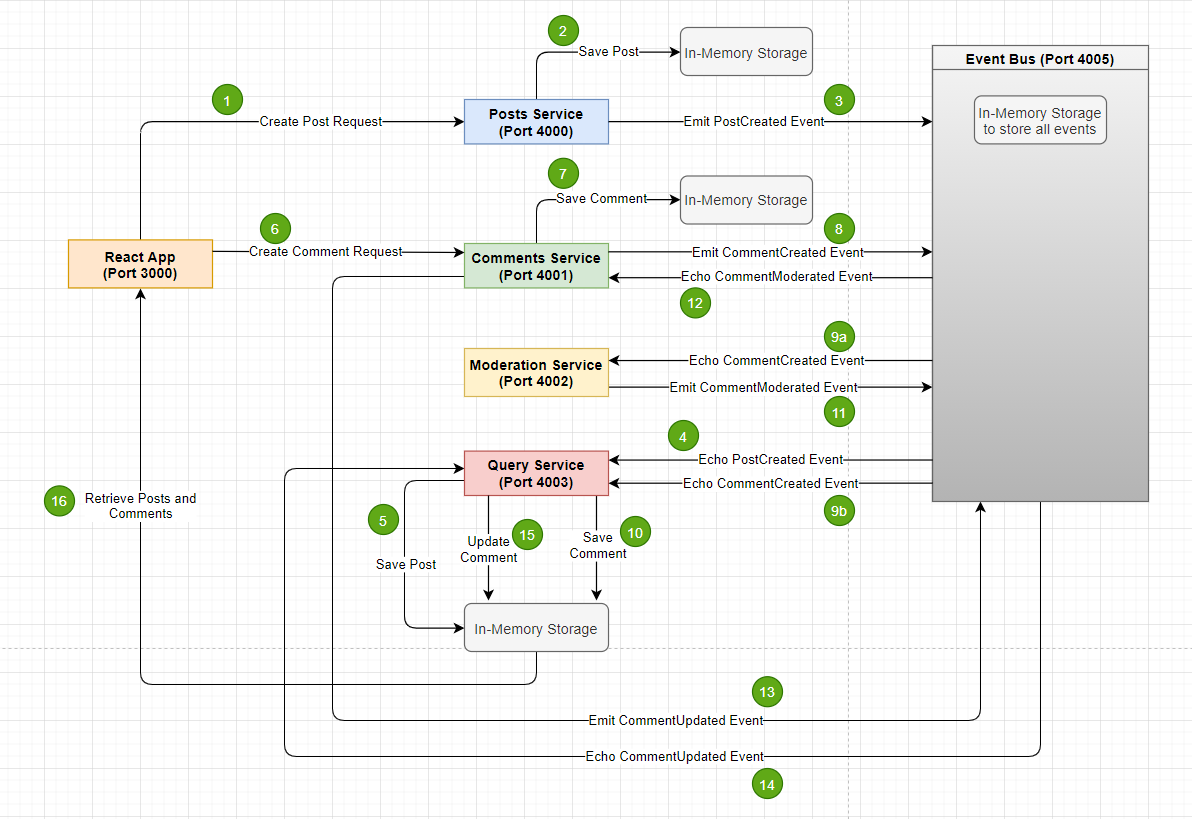 2
Save Post
In-Memory Storage
Event Bus (Port 4005)
1
Create Post Request
Posts Service
(Port 4000)
3
Emit PostCreated Event
In-Memory Storage
to store all events
7
Save Comment
In-Memory Storage
6
Create Comment Request
React App
(Port 3000)
Comments Service
(Port 4001)
8
Emit CommentCreated Event
Echo CommentModerated Event
12
9a
Echo CommentCreated Event
Moderation Service
(Port 4002)
Emit CommentModerated Event
11
4
Echo PostCreated Event
Query Service
(Port 4003)
Echo CommentCreated Event
9b
16
Retrieve Posts and
Comments
5
Save Post
Update
Comment
15
Save
Comment
10
In-Memory Storage
13
Emit CommentUpdated Event
Echo CommentUpdated Event
14